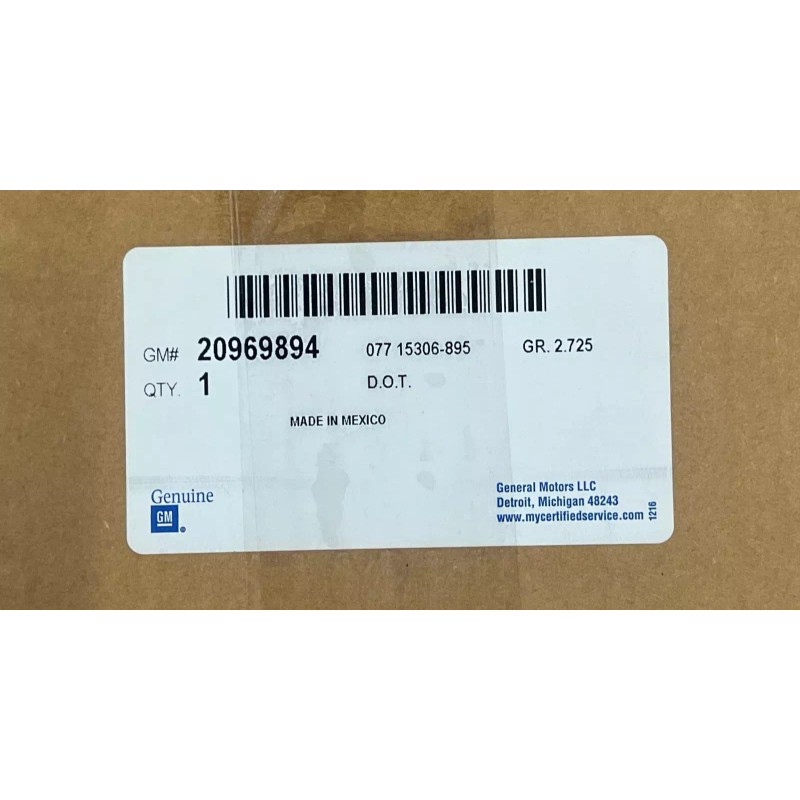 GM# 20969894 077 15306-895 GR. 2.725
QTY. 1 D.O.T.
MADE IN MEXICO
Genuine
GM
General Motors LLC
Detroit, Michigan 48243
www.mycertifiedservice.com
1216